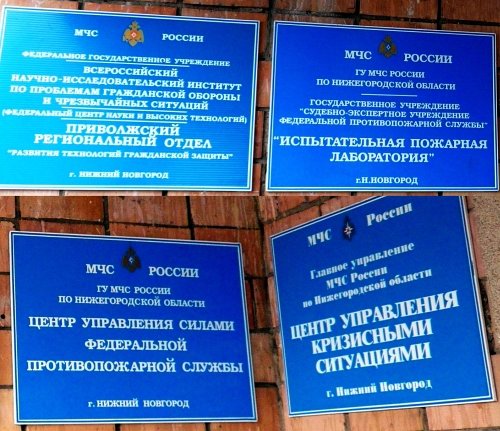 МЧС РОССИИ
ФЕДЕРАЛЬНОЕ ГОСУДАРСТВЕННОЕ УЧРЕЖДЕНИЕ
ВСЕРОССИЙСКИЙ
НАУЧНО-ИССЛЕДОВАТЕЛЬСКИЙ ИНСТИТУТ
ПО ПРОБЛЕМАМ ГРАЖДАНСКОЙ ОБОРОНЫ
И ЧРЕЗВЫЧАЙНЫХ СИТУАЦИЙ
(ФЕДЕРАЛЬНЫЙ ЦЕНТР НАУКИ И ВЫСОКИХ ТЕХНОЛОГИЙ)
ПРИВОЛЖСКИЙ
РЕГИОНАЛЬНЫЙ ОТДЕЛ
"РАЗВИТИЯ ТЕХНОЛОГИЙ ГРАЖДАНСКОЙ ЗАЩИТЫ"
г. НИЖНИЙ НОВГОРОД
МЧС РОССИИ
ГУ МЧС РОССИИ
ПО НИЖЕГОРОДСКОЙ ОБЛАСТИ
ГОСУДАРСТВЕННОЕ УЧРЕЖДЕНИЕ
"СУДЕБНО-ЭКСПЕРТНОЕ УЧРЕЖДЕНИЕ
ФЕДЕРАЛЬНОЙ ПРОТИВОПОЖАРНОЙ СЛУЖБЫ"
"ИСПЫТАТЕЛЬНАЯ ПОЖАРНАЯ
ЛАБОРАТОРИЯ"
г.Н.НОВГОРОД
МЧС РОССИИ
ГУ МЧС РОССИИ
ПО НИЖЕГОРОДСКОЙ ОБЛАСТИ
ЦЕНТР УПРАВЛЕНИЯ СИЛАМИ
ФЕДЕРАЛЬНОЙ
ПРОТИВОПОЖАРНОЙ СЛУЖБЫ
г. НИЖНИЙ НОВГОРОД
МЧС России
Главное управление
МЧС России
по Нижегородской области
ЦЕНТР УПРАВЛЕНИЯ
КРИЗИСНЫМИ
СИТУАЦИЯМИ
г. Нижний Новгород